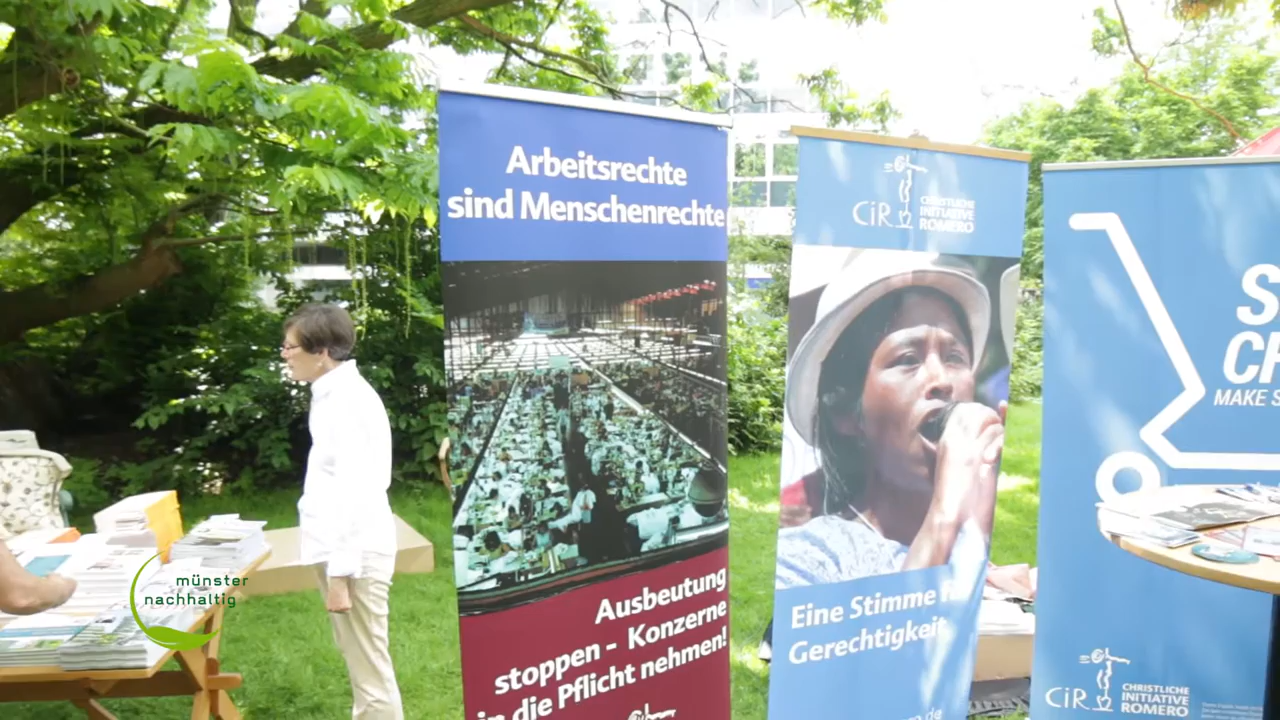 Arbeitsrechte
sind Menschenrechte
Ausbeutung
stoppen - Konzerne
in die Pflicht nehmen!
CiR
CHRISTLICHE
INITIATIVE
ROMERO
Eine Stimme
Gerechtigkeit
MAKE
CiR
CHRISTLICHE
INITIATIVE
ROMERO
münster
nachhaltig